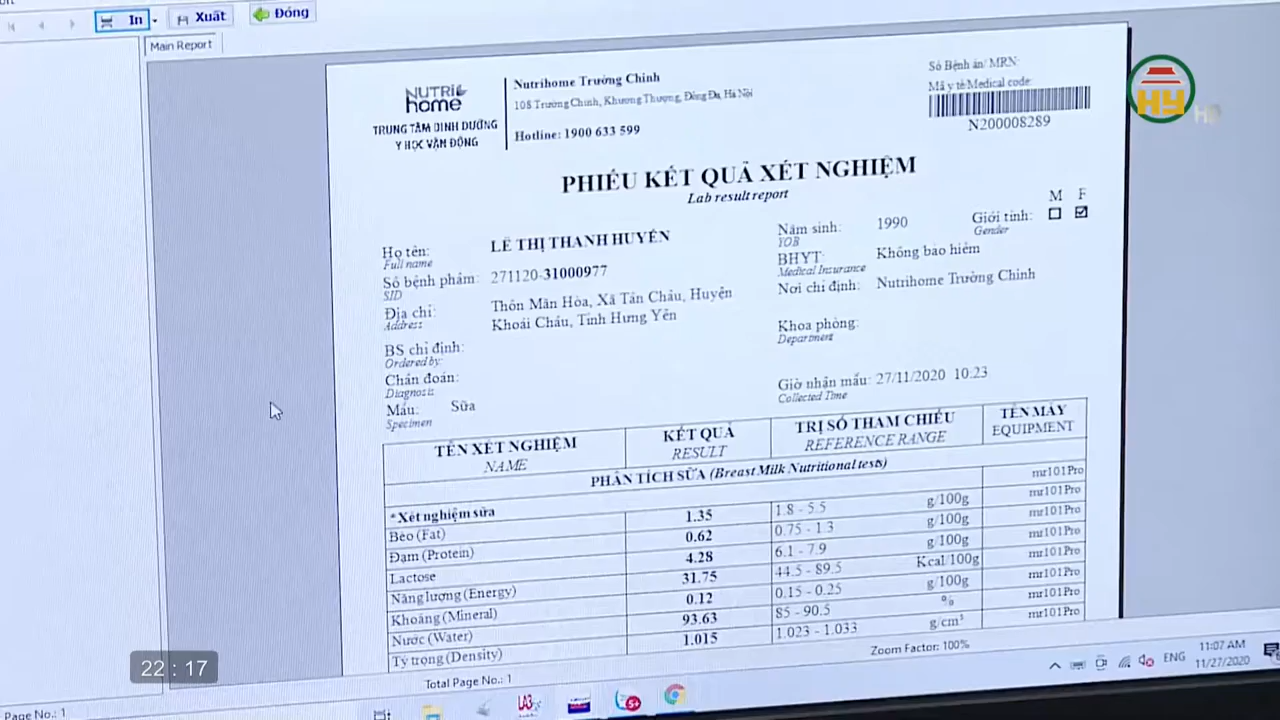 In
Xuất
Đóng
Main Report
NUTRi
home
TRUNG TÂM DINH DƯỠNG
Y HỌC VẬN ĐỘNG
Nutrihome Trường Chinh
108 Trường Chinh, Khương Thượng, Đống Đa, Hà Nội
Hotline: 1900 633 599
Số Bệnh án/ MRN:
Mã y tế/Medical code:
N200008289
HY
PHIẾU KẾT QUẢ XÉT NGHIỆM
Lab result report
Họ tên: LÊ THỊ THANH HUYỀN
Full name
Năm sinh: 1990
YOB
Giới tính: M F
Gender
Số bệnh phẩm: 271120-31000977
SID
BHYT: Không bảo hiểm
Medical Insurance
Địa chỉ: Thôn Mãn Hòa, Xã Tân Châu, Huyện
Address Khoái Châu, Tỉnh Hưng Yên
Nơi chỉ định: Nutrihome Trường Chinh
BS chỉ định:
Ordered by:
Khoa phòng:
Department
Chẩn đoán:
Diagnosis
Mẫu: Sữa
Specimen
Giờ nhận mẫu: 27/11/2020 10:23
Collected Time
TÊN XÉT NGHIỆM KẾT QUẢ TRỊ SỐ THAM CHIẾU TÊN MÁY
NAME RESULT REFERENCE RANGE EQUIPMENT
PHÂN TÍCH SỮA (Breast Milk Nutritional tests)
*Xét nghiệm sữa mr101Pro
Béo (Fat) 1.35 1.8 - 5.5 g/100g mr101Pro
Đạm (Protein) 0.62 0.75 - 1.3 g/100g mr101Pro
Lactose 4.28 6.1 - 7.9 g/100g mr101Pro
Năng lượng (Energy) 31.75 44.5 - 89.5 Kcal/100g mr101Pro
Khoáng (Mineral) 0.12 0.15 - 0.25 g/100g mr101Pro
Nước (Water) 93.63 85 - 90.5 % mr101Pro
Tỷ trọng (Density) 1.015 1.023 - 1.033 g/cm³ mr101Pro
22 : 17
Page No.: 1
Total Page No.: 1
Zoom Factor: 100%
ENG
11:07 AM
11/27/2020